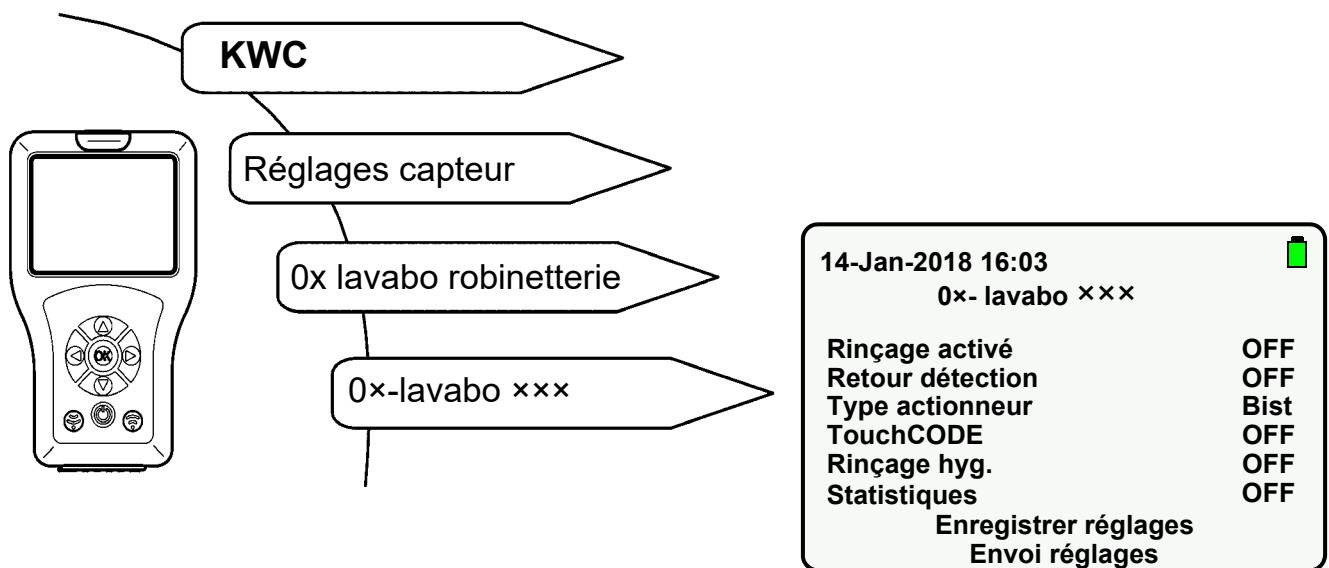 KWC
Réglages capteur
0x lavabo robinetterie
0×-lavabo ×××
OK
14-Jan-2018 16:03
0×- lavabo ×××
Rinçage activé OFF
Retour détection OFF
Type actionneur Bist
TouchCODE OFF
Rinçage hyg. OFF
Statistiques OFF
Enregistrer réglages
Envoi réglages